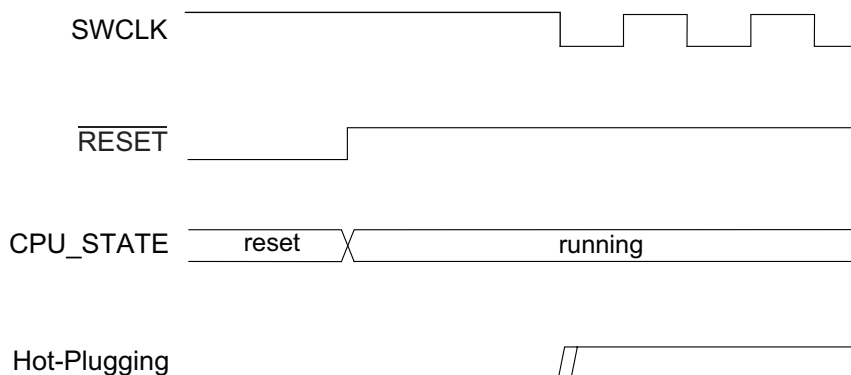 SWCLK
RESET
CPU_STATE
reset
running
Hot-Plugging